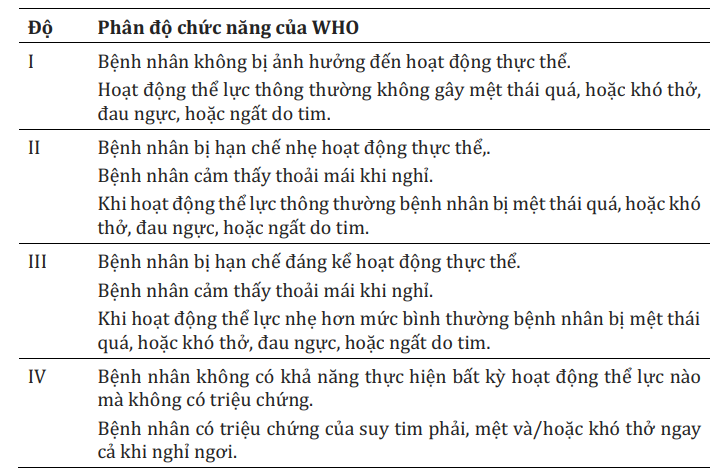 Độ Phân độ chức năng của WHO
I Bệnh nhân không bị ảnh hưởng đến hoạt động thực thể.
Hoạt động thể lực thông thường không gây mệt thái quá, hoặc khó thở,
đau ngực, hoặc ngất do tim.
II Bệnh nhân bị hạn chế nhẹ hoạt động thực thể,.
Bệnh nhân cảm thấy thoải mái khi nghỉ.
Khi hoạt động thể lực thông thường bệnh nhân bị mệt thái quá, hoặc khó
thở, đau ngực, hoặc ngất do tim.
III Bệnh nhân bị hạn chế đáng kể hoạt động thực thể.
Bệnh nhân cảm thấy thoải mái khi nghỉ.
Khi hoạt động thể lực nhẹ hơn mức bình thường bệnh nhân bị mệt thái
quá, hoặc khó thở, đau ngực, hoặc ngất do tim.
IV Bệnh nhân không có khả năng thực hiện bất kỳ hoạt động thể lực nào
mà không có triệu chứng.
Bệnh nhân có triệu chứng của suy tim phải, mệt và/hoặc khó thở ngay
cả khi nghỉ ngơi.